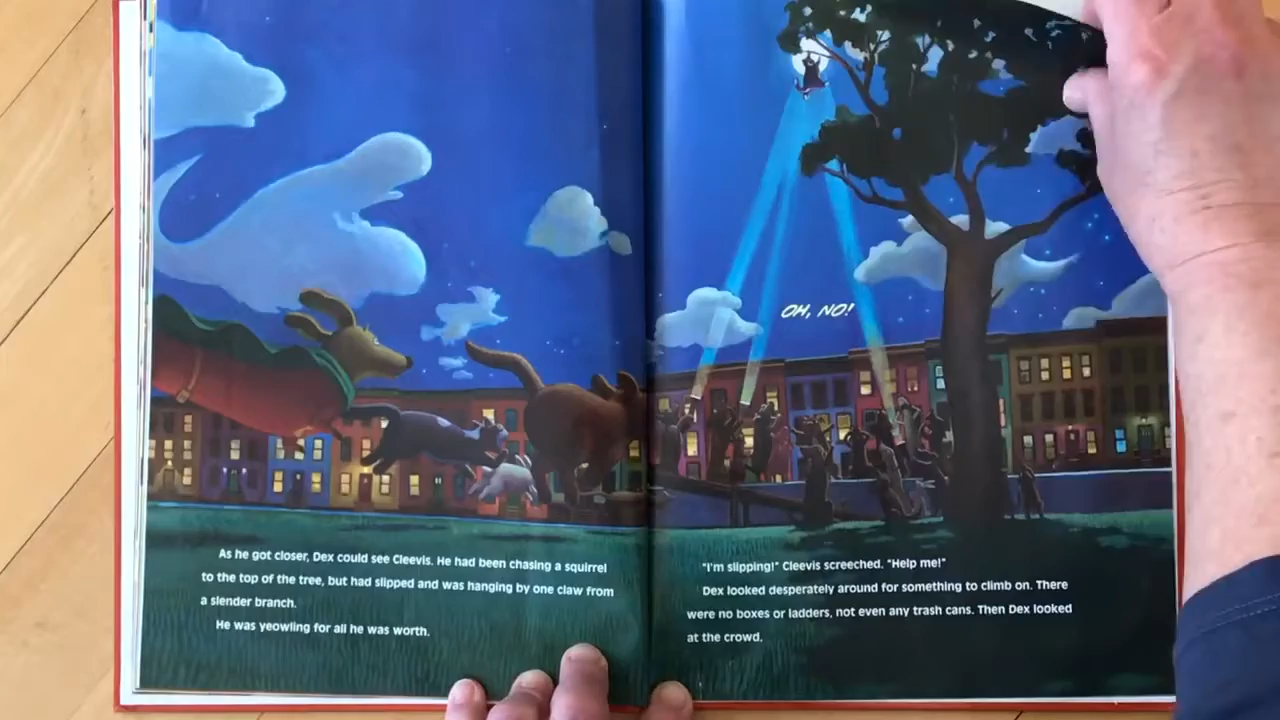 As he got closer, Dex could see Cleevis. He had been chasing a squirrel
to the top of the tree, but had slipped and was hanging by one claw from
a slender branch.
He was yeowling for all he was worth.
OH, NO!
"I'm slipping!" Cleevis screeched. "Help me!"
Dex looked desperately around for something to climb on. There
were no boxes or ladders, not even any trash cans. Then Dex looked
at the crowd.